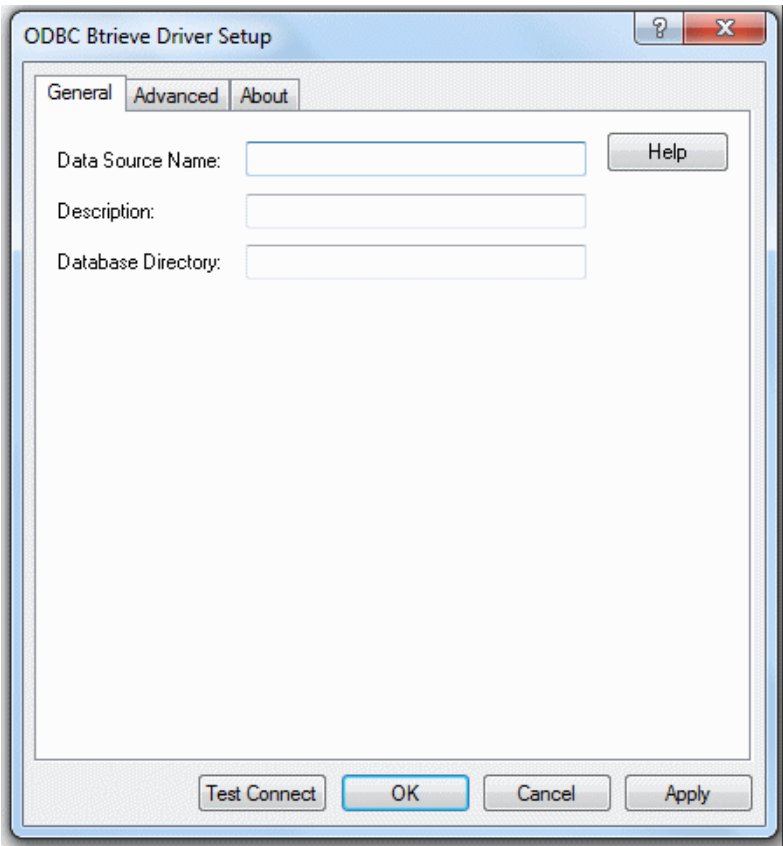 ODBC Btrieve Driver Setup
General Advanced About
Data Source Name: Help
Description:
Database Directory:
Test Connect OK Cancel Apply